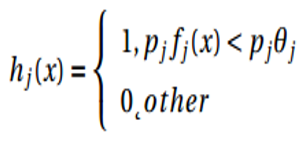 h_j(x) = { 1, p_j f_j(x) < p_j θ_j
0, other